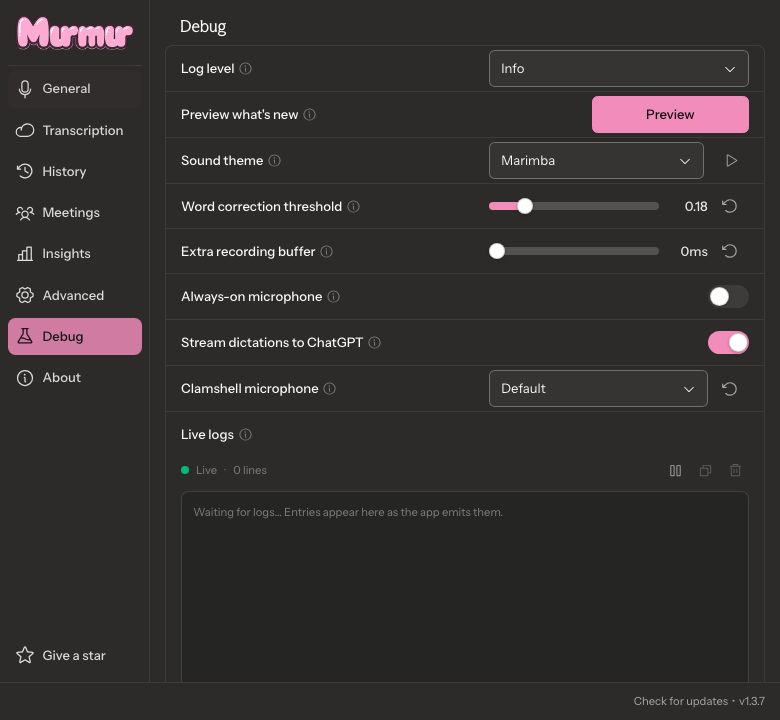 Murmur
General
Transcription
History
Meetings
Insights
Advanced
Debug
About
Give a star
Debug
Log level
Info
Preview what's new
Preview
Sound theme
Marimba
Word correction threshold
0.18
Extra recording buffer
0ms
Always-on microphone
Stream dictations to ChatGPT
Clamshell microphone
Default
Live logs
Live · 0 lines
Waiting for logs... Entries appear here as the app emits them.
Check for updates • v1.3.7